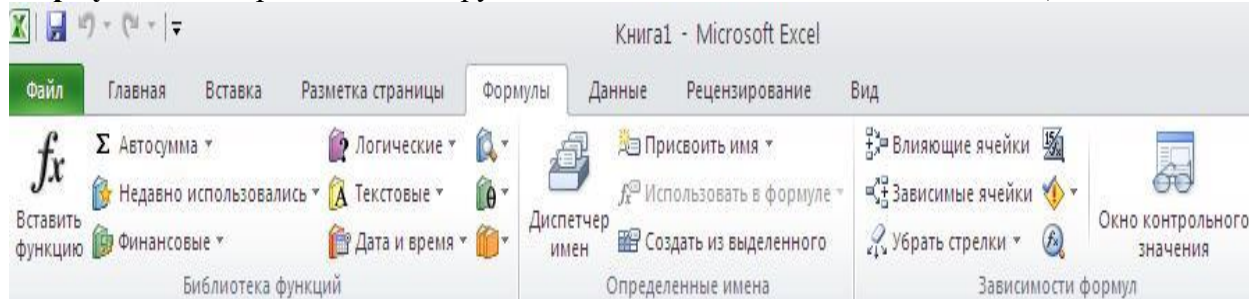 Книга1 - Microsoft Excel
Файл Главная Вставка Разметка страницы Формулы Данные Рецензирование Вид
fx Σ Автосумма Логические Присвоить имя Влияющие ячейки
Недавно использовались Текстовые Использовать в формуле Зависимые ячейки
Вставить функцию Финансовые Дата и время Диспетчер имен Создать из выделенного Убрать стрелки Окно контрольного значения
Библиотека функций Определенные имена Зависимости формул